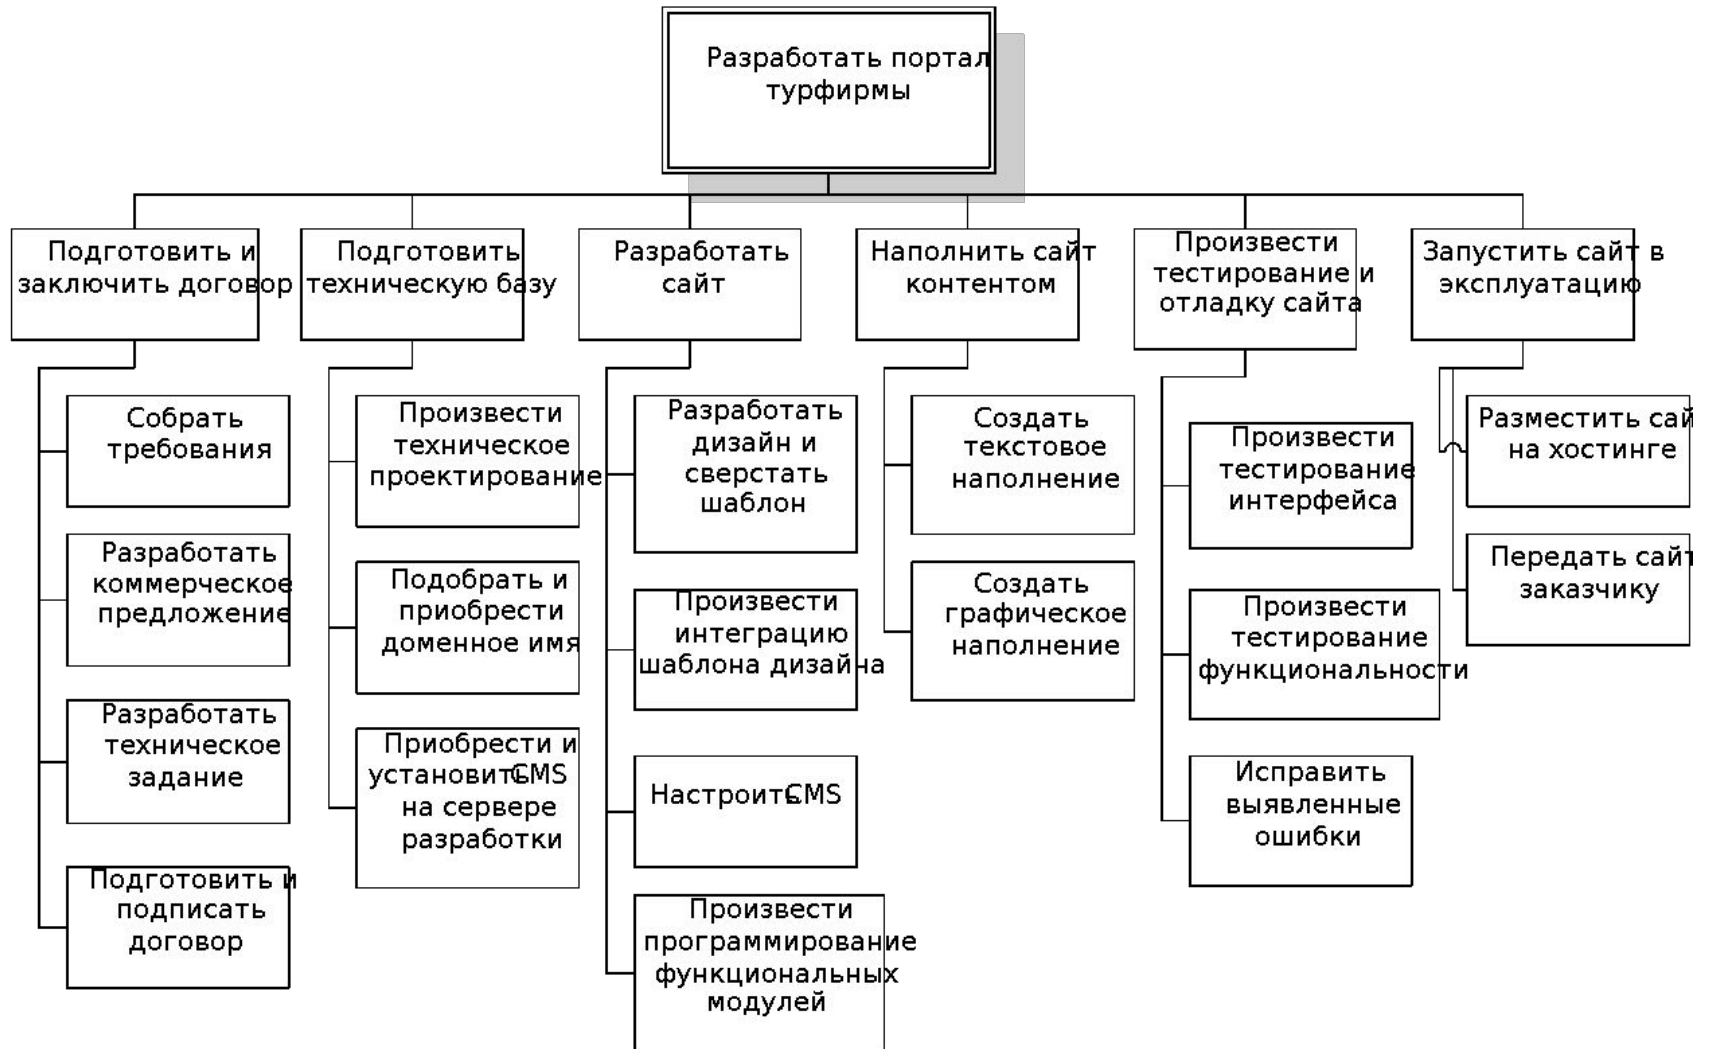 Разработать портал
турфирмы
Подготовить и
заключить договор
Подготовить
техническую базу
Разработать
сайт
Наполнить сайт
контентом
Произвести
тестирование и
отладку сайта
Запустить сайт в
эксплуатацию
Собрать
требования
Разработать
коммерческое
предложение
Разработать
техническое
задание
Подготовить и
подписать
договор
Произвести
техническое
проектирование
Подобрать и
приобрести
доменное имя
Приобрести и
установить CMS
на сервере
разработки
Разработать
дизайн и
сверстать
шаблон
Произвести
интеграцию
шаблона дизайна
Настроить CMS
Произвести
программирование
функциональных
модулей
Создать
текстовое
наполнение
Создать
графическое
наполнение
Произвести
тестирование
интерфейса
Произвести
тестирование
функциональности
Исправить
выявленные
ошибки
Разместить сай
на хостинге
Передать сайт
заказчику